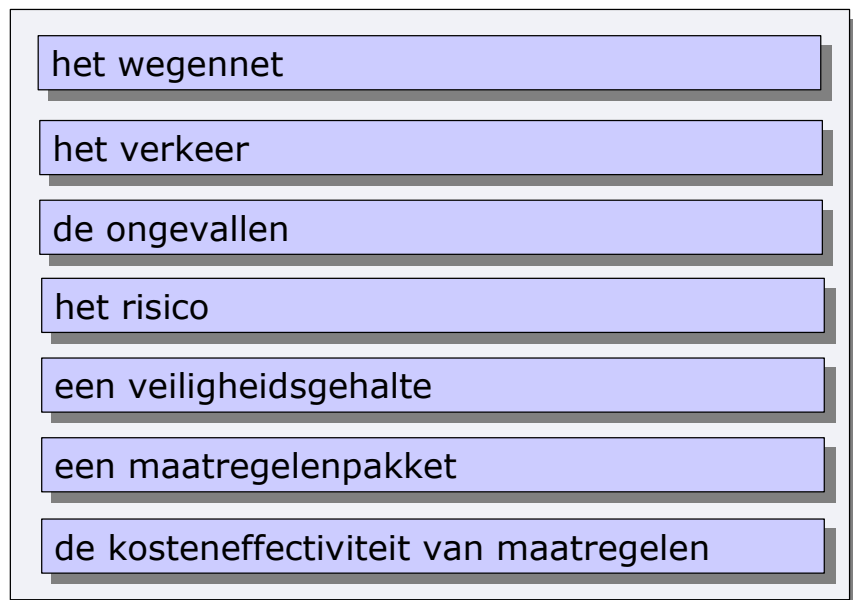 het wegennet
het verkeer
de ongevallen
het risico
een veiligheidsgehalte
een maatregelenpakket
de kosteneffectiviteit van maatregelen